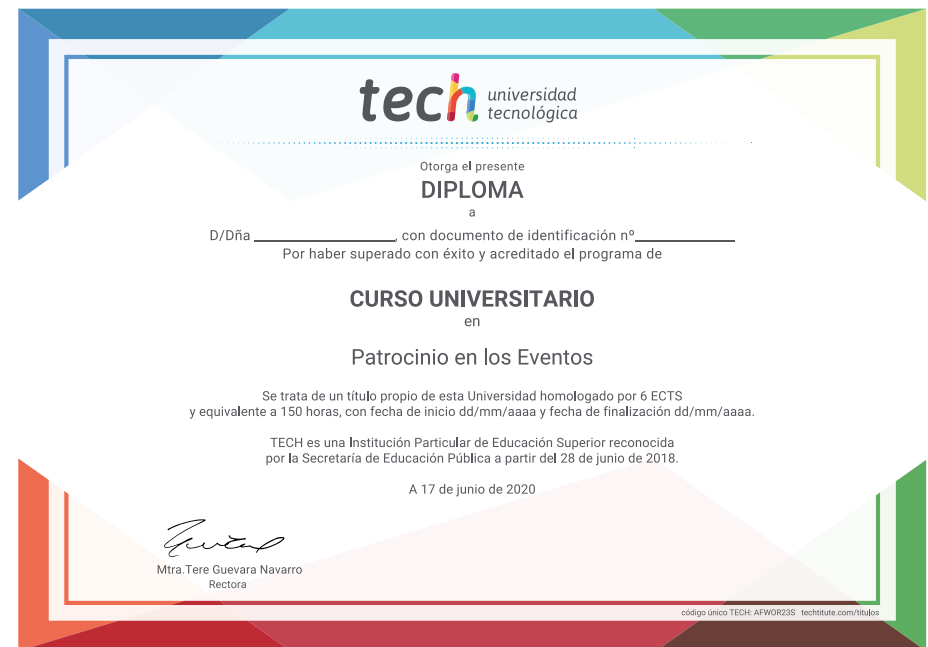 tech universidad
tecnológica
Otorga el presente
DIPLOMA
a
D/Dña ______________, con documento de identificación nº__________
Por haber superado con éxito y acreditado el programa de
CURSO UNIVERSITARIO
en
Patrocinio en los Eventos
Se trata de un título propio de esta Universidad homologado por 6 ECTS
y equivalente a 150 horas, con fecha de inicio dd/mm/aaaa y fecha de finalización dd/mm/aaaa.
TECH es una Institución Particular de Educación Superior reconocida
por la Secretaría de Educación Pública a partir del 28 de junio de 2018.
A 17 de junio de 2020
Mtra.Tere Guevara Navarro
Rectora
código único TECH: AFWOR23S techtitute.com/titulos